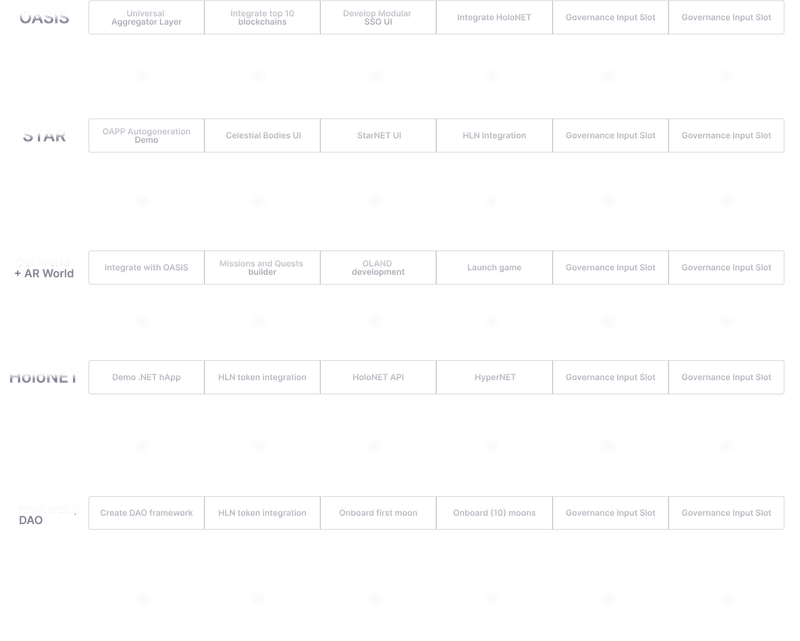 OASIS
Universal
Aggregator Layer
Integrate top 10
blockchains
Develop Modular
SSO UI
Integrate HoloNET
Governance Input Slot
Governance Input Slot
STAR
OAPP Autogeneration
Demo
Celestial Bodies UI
StarNET UI
HLN Integration
Governance Input Slot
Governance Input Slot
+ AR World
Integrate with OASIS
Missions and Quests
builder
OLAND
development
Launch game
Governance Input Slot
Governance Input Slot
HoloNET
Demo .NET hApp
HLN token integration
HoloNET API
HyperNET
Governance Input Slot
Governance Input Slot
DAO
Create DAO framework
HLN token integration
Onboard first moon
Onboard (10) moons
Governance Input Slot
Governance Input Slot